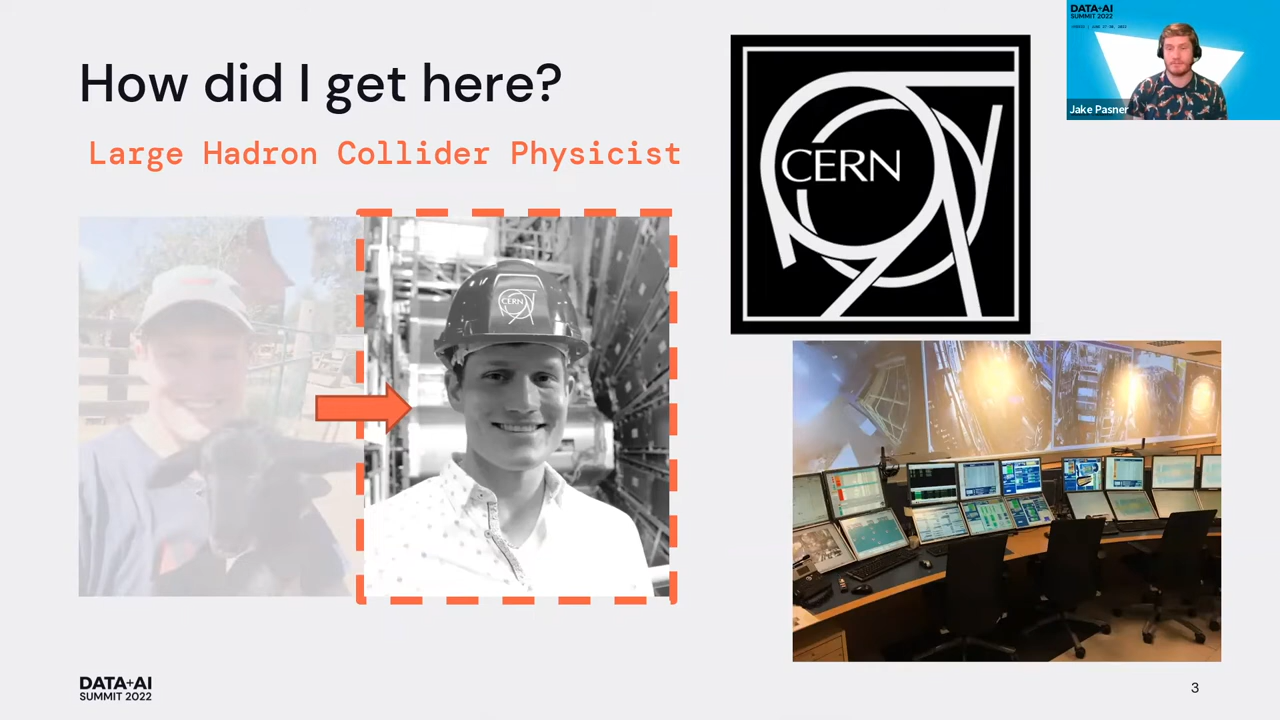 How did I get here?
Large Hadron Collider Physicist
CERN
CERN
DATA+AI
SUMMIT 2022
Jake Pasner
DATA+AI
SUMMIT 2022
3